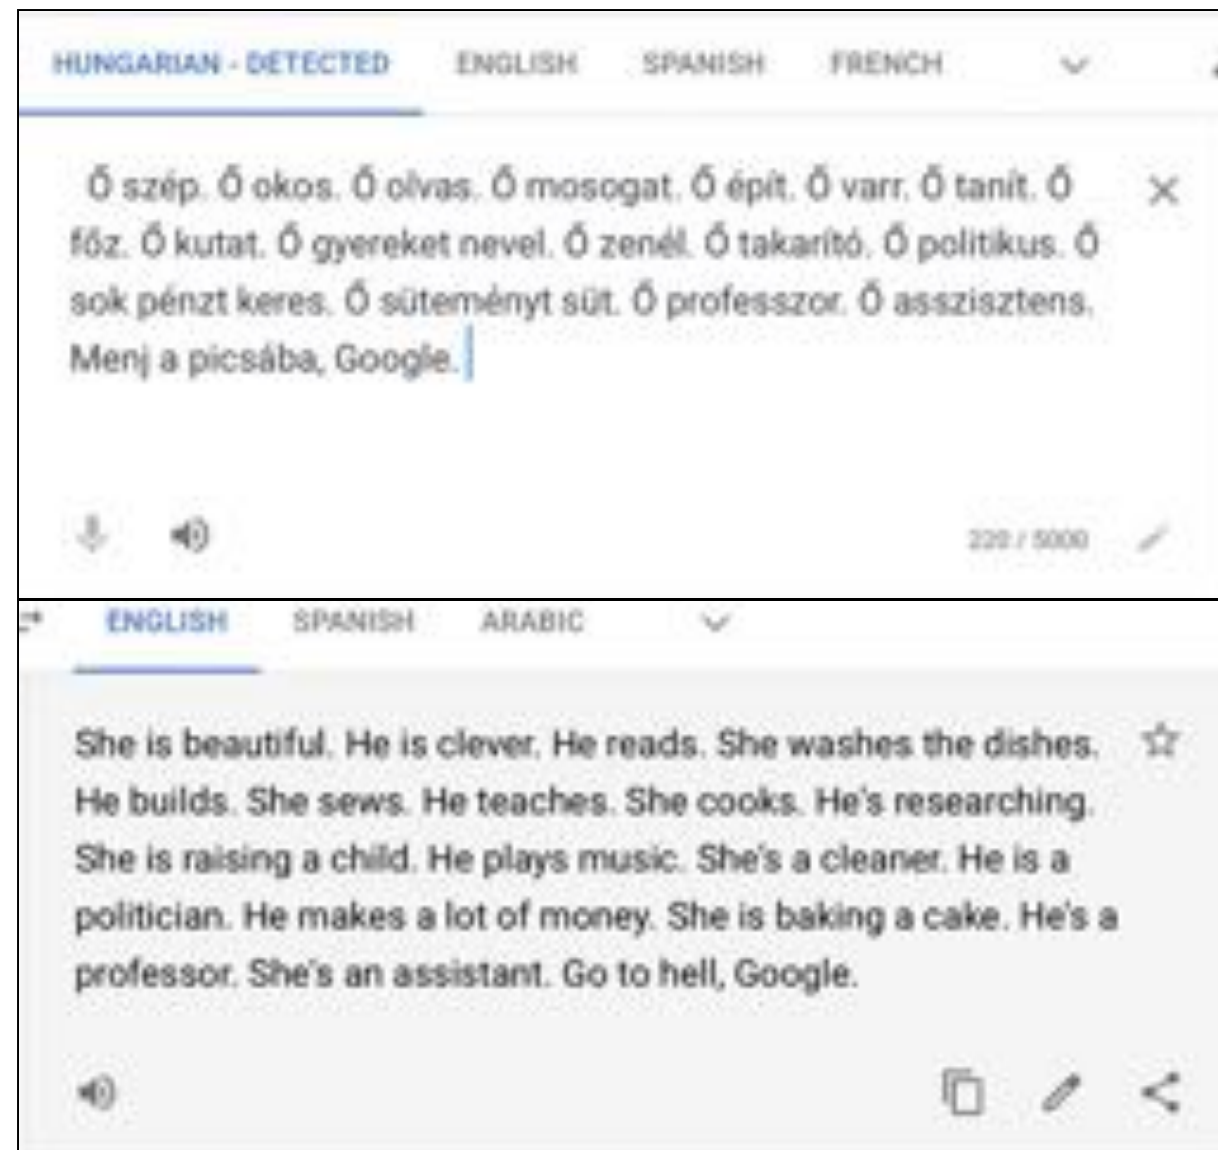 HUNGARIAN - DETECTED ENGLISH SPANISH FRENCH
Ő szép. Ő okos. Ő olvas. Ő mosogat. Ő épít. Ő varr. Ő tanít. Ő
főz. Ő kutat. Ő gyereket nevel. Ő zenél. Ő takarító. Ő politikus. Ő
sok pénzt keres. Ő süteményt süt. Ő professzor. Ő asszisztens.
Menj a picsába, Google.
220 / 5000
ENGLISH SPANISH ARABIC
She is beautiful. He is clever. He reads. She washes the dishes.
He builds. She sews. He teaches. She cooks. He's researching.
She is raising a child. He plays music. She's a cleaner. He is a
politician. He makes a lot of money. She is baking a cake. He's a
professor. She's an assistant. Go to hell, Google.